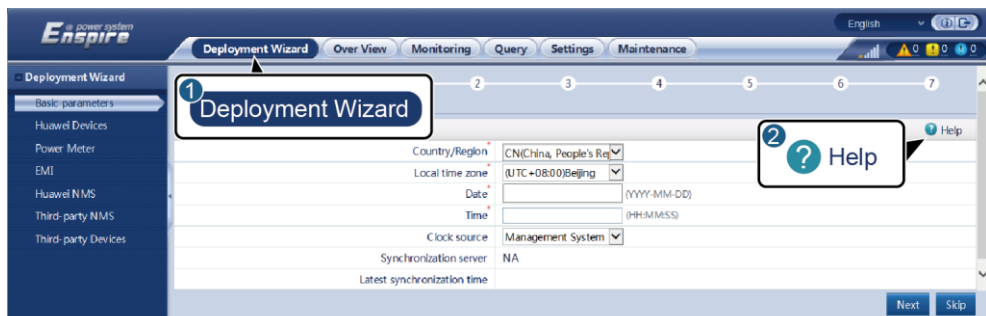 Enspire
e power system
English
Deployment Wizard
Over View
Monitoring
Query
Settings
Maintenance
0
0
0
Deployment Wizard
Basic parameters
Huawei Devices
Power Meter
EMI
Huawei NMS
Third-party NMS
Third-party Devices
1
Deployment Wizard
2
3
4
5
6
7
Help
2
? Help
Country/Region*
CN(China, People's Rep
Local time zone*
(UTC+08:00)Beijing
Date*
(YYYY-MM-DD)
Time*
(HH:MM:SS)
Clock source
Management System
Synchronization server
NA
Latest synchronization time
Next
Skip